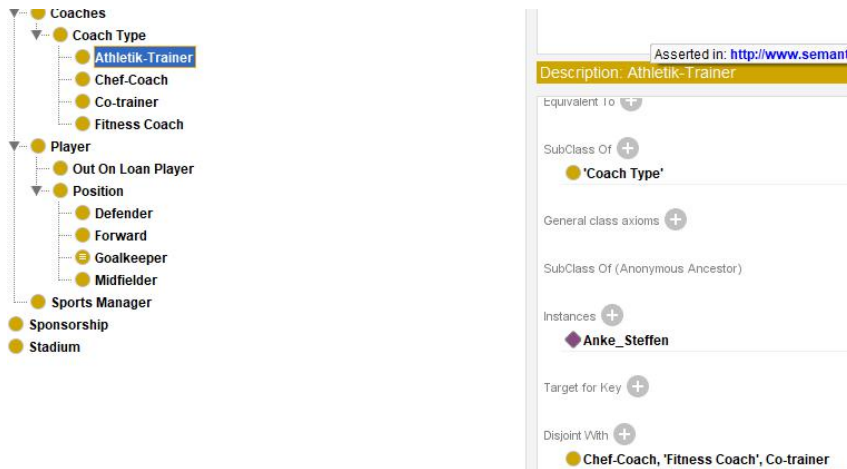 Coaches
Coach Type
Athletik-Trainer
Chef-Coach
Co-trainer
Fitness Coach
Player
Out On Loan Player
Position
Defender
Forward
Goalkeeper
Midfielder
Sports Manager
Sponsorship
Stadium
Asserted in: http://www.semant
Description: Athletik-Trainer
Equivalent To
SubClass Of
'Coach Type'
General class axioms
SubClass Of (Anonymous Ancestor)
Instances
Anke_Steffen
Target for Key
Disjoint With
Chef-Coach, 'Fitness Coach', Co-trainer